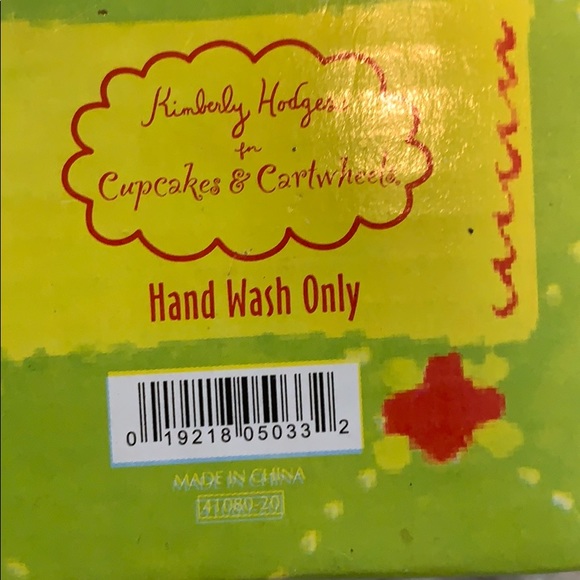 Kimberly Hodges
for
Cupcakes & Cartwheels
Hand Wash Only
0 19218 05033 2
MADE IN CHINA
41080-20